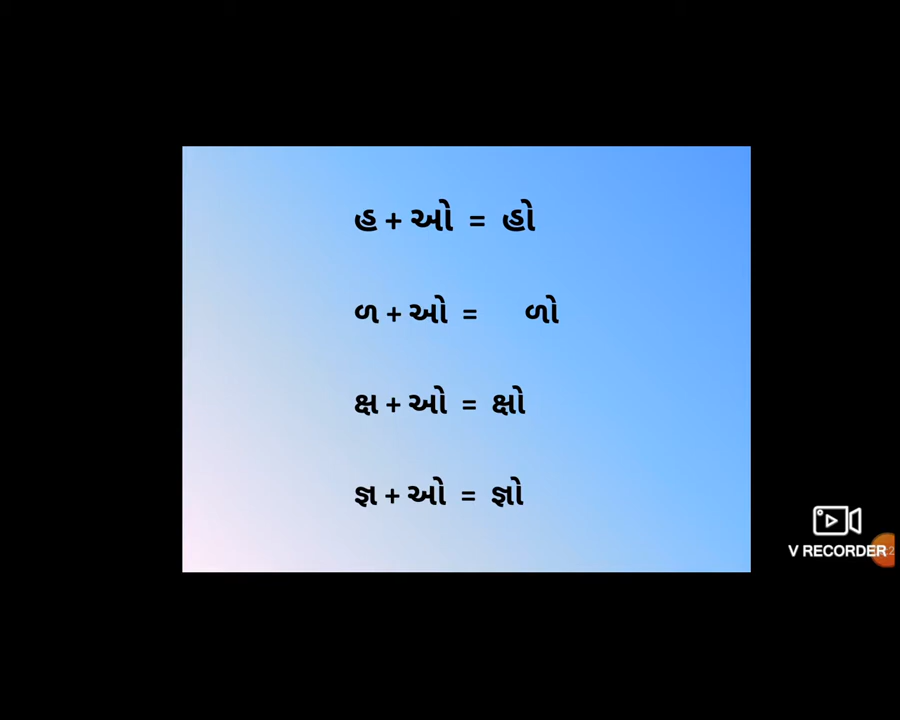 હ + ઓ = હો
ળ + ઓ = ળો
ક્ષ + ઓ = ક્ષો
જ્ઞ + ઓ = જ્ઞો
V RECORDER